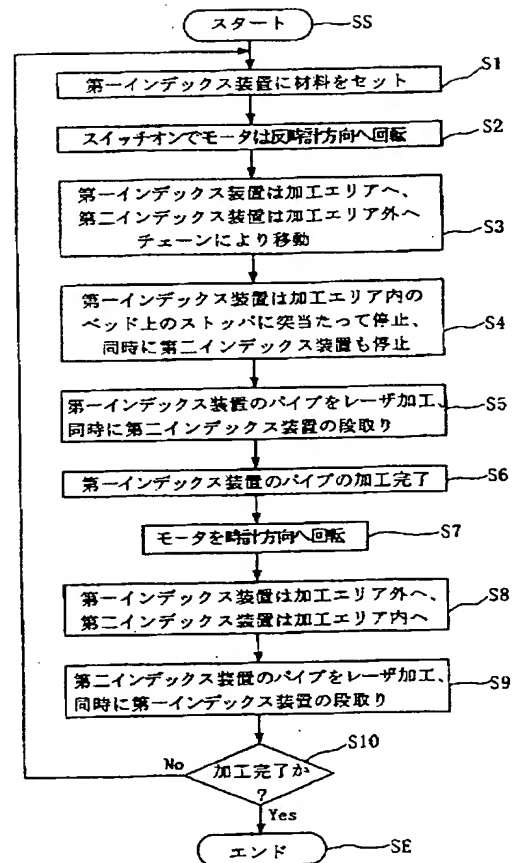 スタート SS
第一インデックス装置に材料をセット S1
スイッチオンでモータは反時計方向へ回転 S2
第一インデックス装置は加工エリアへ、
第二インデックス装置は加工エリア外へ
チェーンにより移動 S3
第一インデックス装置は加工エリア内の
ベッド上のストッパに突当たって停止、
同時に第二インデックス装置も停止 S4
第一インデックス装置のパイプをレーザ加工、
同時に第二インデックス装置の段取り S5
第一インデックス装置のパイプの加工完了 S6
モータを時計方向へ回転 S7
第一インデックス装置は加工エリア外へ、
第二インデックス装置は加工エリア内へ S8
第二インデックス装置のパイプをレーザ加工、
同時に第一インデックス装置の段取り S9
No 加工完了か S10
?
Yes
エンド SE